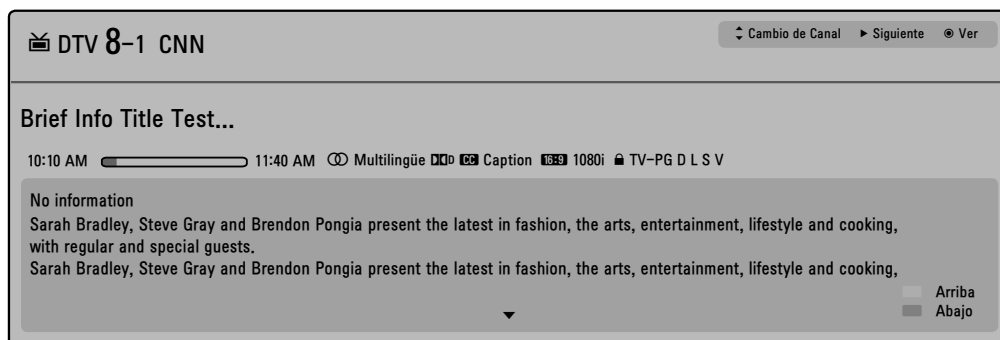 DTV 8-1 CNN
Cambio de Canal Siguiente Ver
Brief Info Title Test...
10:10 AM 11:40 AM Multilingüe D CC Caption 16:9 1080i TV-PG D L S V
No information
Sarah Bradley, Steve Gray and Brendon Pongia present the latest in fashion, the arts, entertainment, lifestyle and cooking,
with regular and special guests.
Sarah Bradley, Steve Gray and Brendon Pongia present the latest in fashion, the arts, entertainment, lifestyle and cooking,
Arriba
Abajo